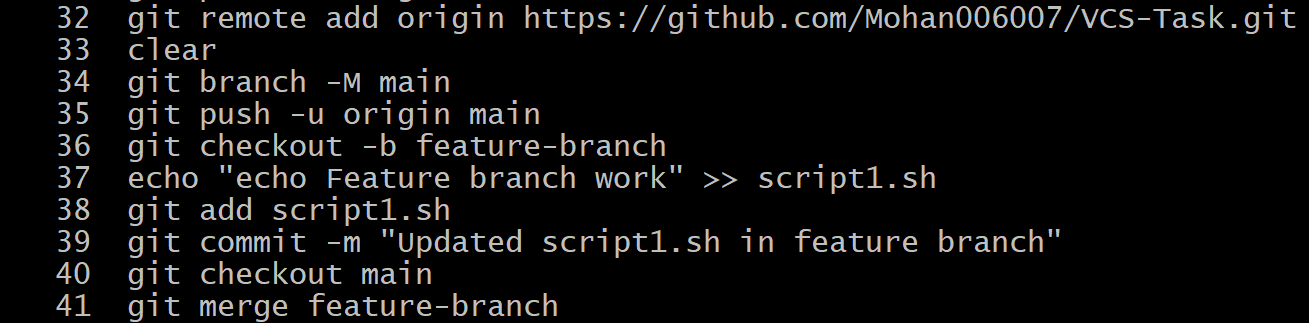 32 git remote add origin https://github.com/Mohan006007/VCS-Task.git
33 clear
34 git branch -M main
35 git push -u origin main
36 git checkout -b feature-branch
37 echo "echo Feature branch work" >> script1.sh
38 git add script1.sh
39 git commit -m "Updated script1.sh in feature branch"
40 git checkout main
41 git merge feature-branch